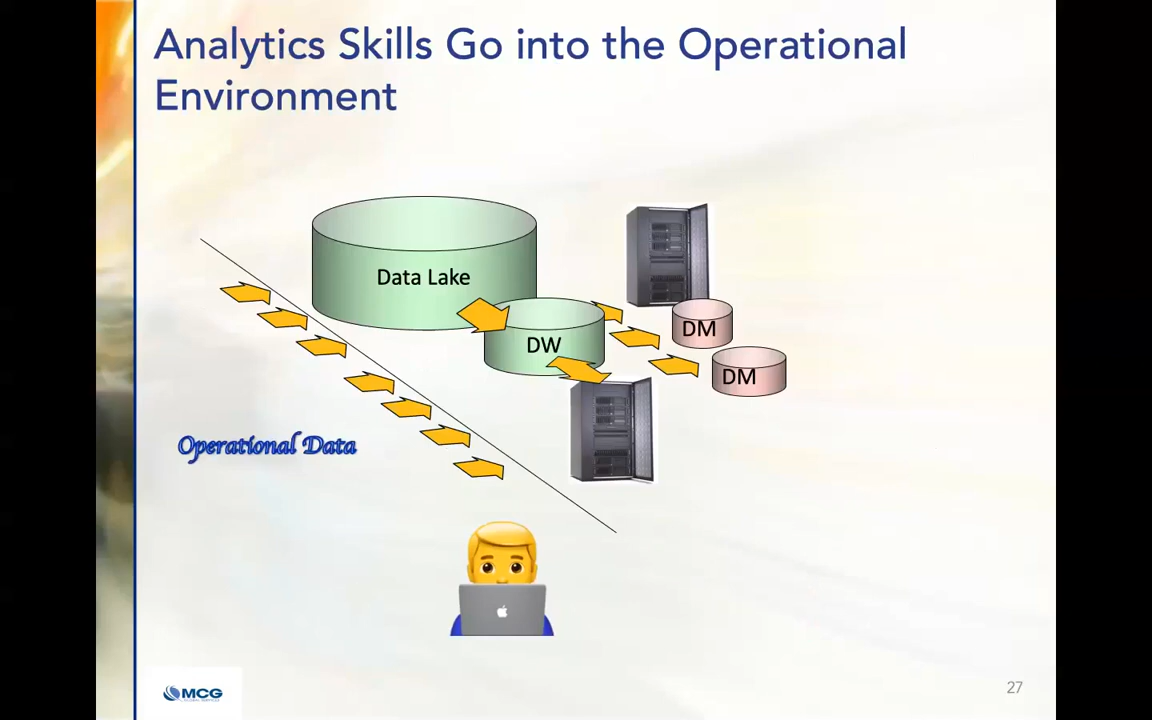 Analytics Skills Go into the Operational
Environment
Data Lake
DW
DM
DM
Operational Data
MCG
27